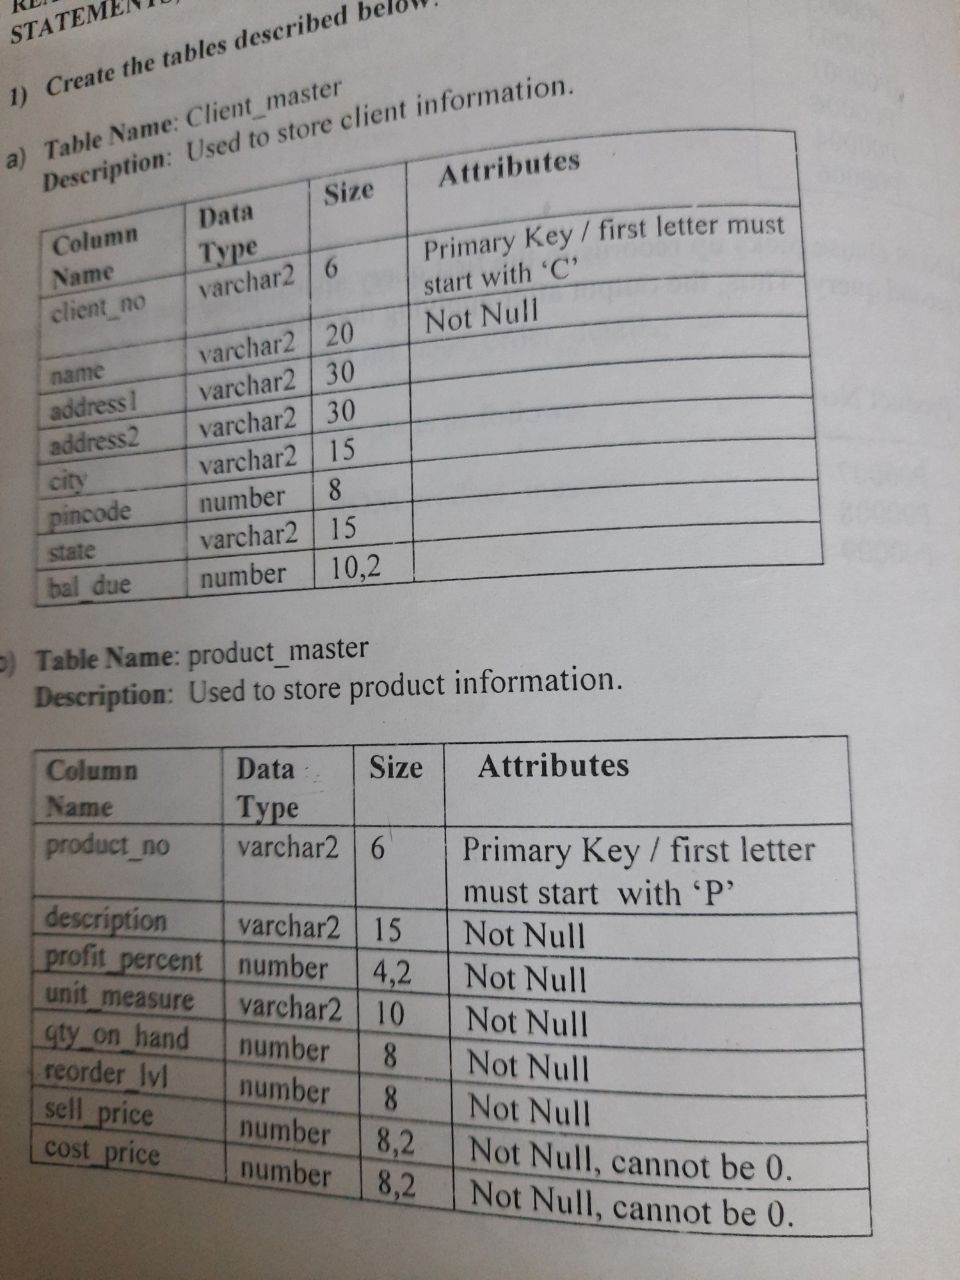 STATEMEN
1) Create the tables described below.
a) Table Name: Client_master
Description: Used to store client information.
Column Name Data Type Size Attributes
client_no varchar2 6 Primary Key / first letter must start with ‘C’
name varchar2 20 Not Null
address1 varchar2 30
address2 varchar2 30
city varchar2 15
pincode number 8
state varchar2 15
bal_due number 10,2
b) Table Name: product_master
Description: Used to store product information.
Column Name Data Type Size Attributes
product_no varchar2 6 Primary Key / first letter must start with ‘P’
description varchar2 15 Not Null
profit_percent number 4,2 Not Null
unit_measure varchar2 10 Not Null
qty_on_hand number 8 Not Null
reorder_lvl number 8 Not Null
sell_price number 8,2 Not Null, cannot be 0.
cost_price number 8,2 Not Null, cannot be 0.